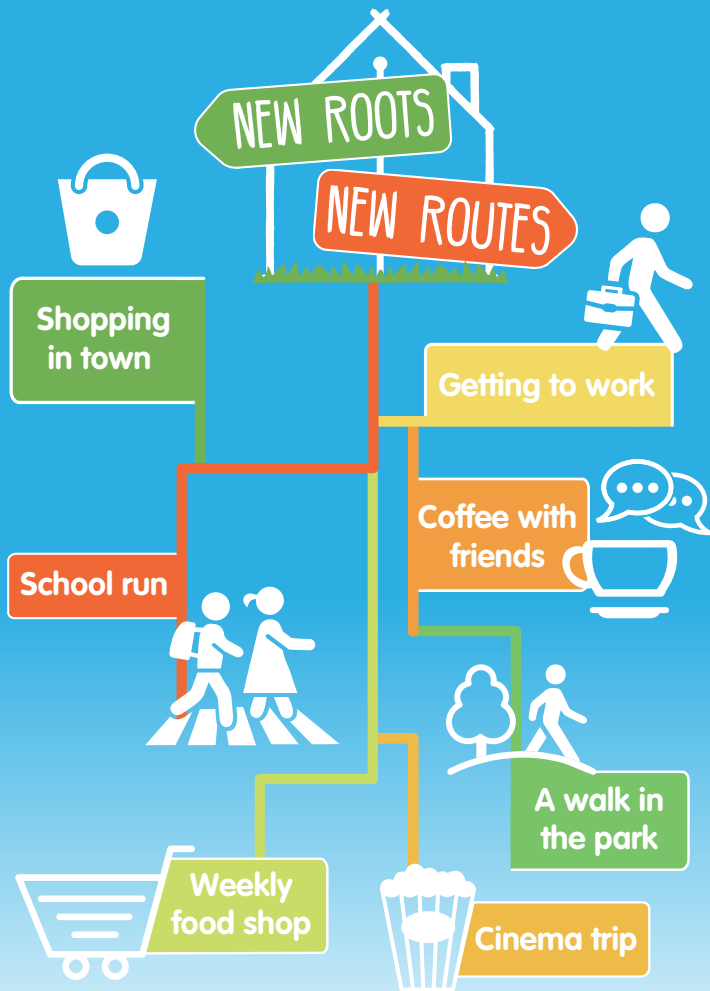 NEW ROOTS
NEW ROUTES
Shopping
in town
Getting to work
Coffee with
friends
School run
A walk in
the park
Weekly
food shop
Cinema trip